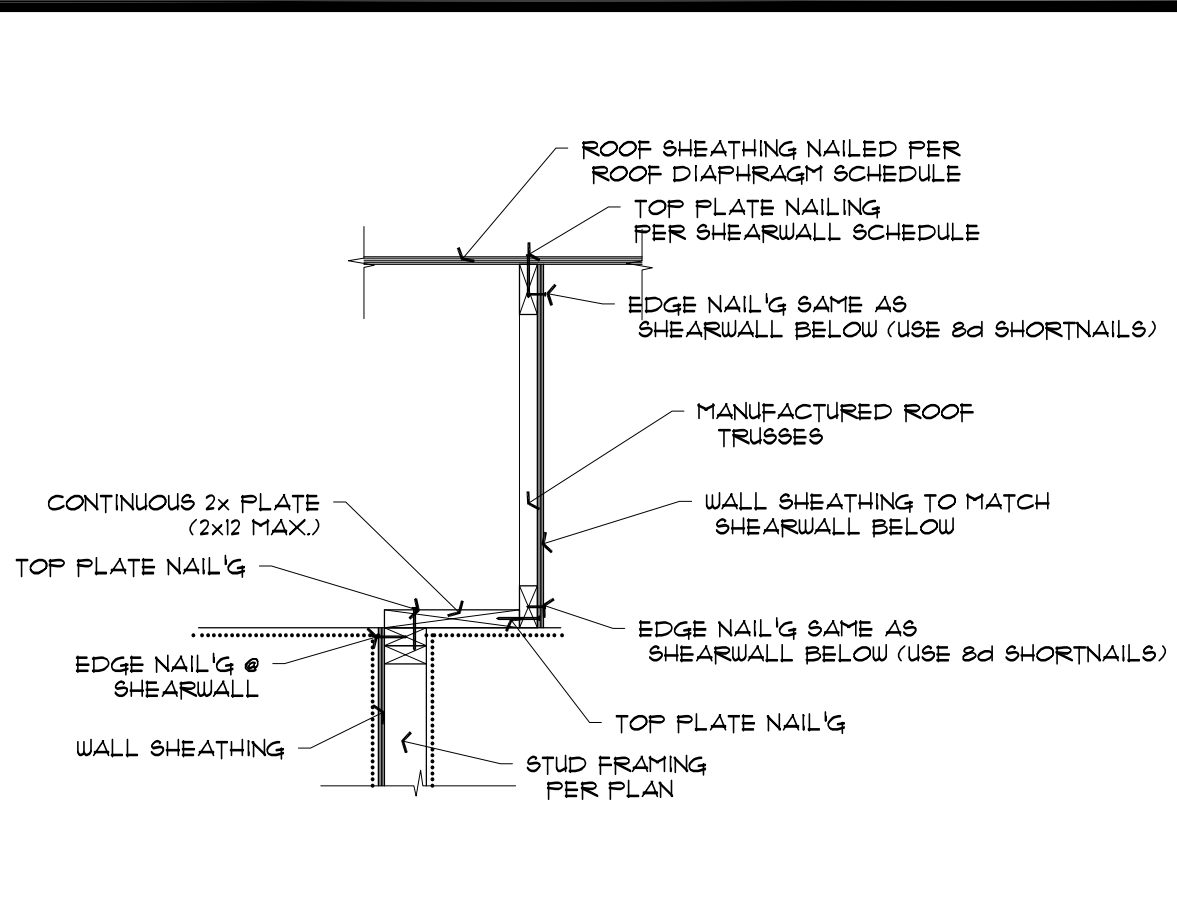 ROOF SHEATHING NAILED PER
ROOF DIAPHRAGM SCHEDULE
TOP PLATE NAILING
PER SHEARWALL SCHEDULE
EDGE NAIL'G SAME AS
SHEARWALL BELOW (USE 8d SHORTNAILS)
MANUFACTURED ROOF
TRUSSES
CONTINUOUS 2x PLATE
(2x12 MAX.)
WALL SHEATHING TO MATCH
SHEARWALL BELOW
TOP PLATE NAIL'G
EDGE NAIL'G SAME AS
SHEARWALL BELOW (USE 8d SHORTNAILS)
EDGE NAIL'G @
SHEARWALL
TOP PLATE NAIL'G
WALL SHEATHING
STUD FRAMING
PER PLAN